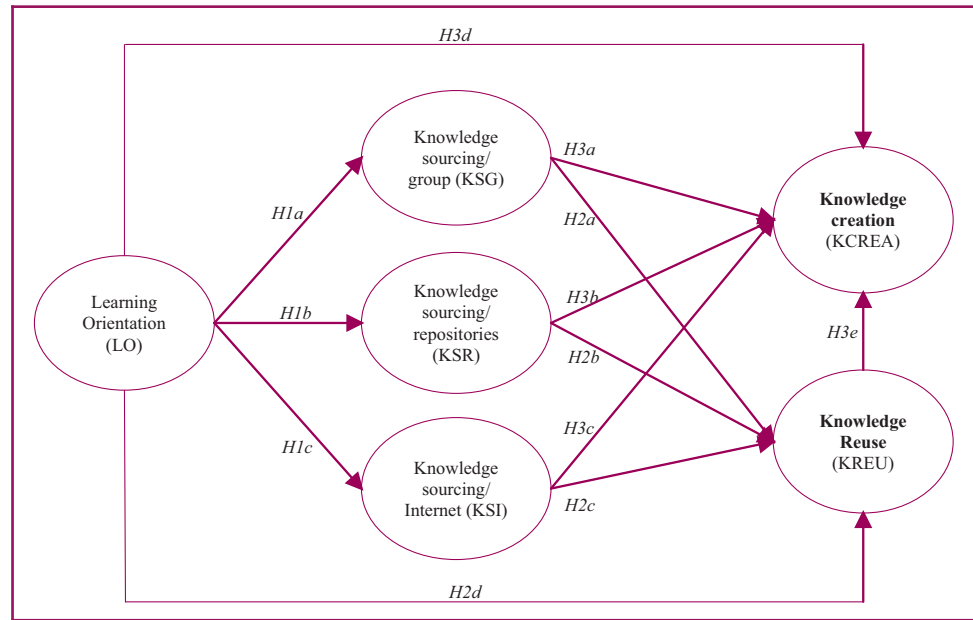 H3d
Knowledge
sourcing/
group (KSG)
H3a
Knowledge
creation
(KCREA)
H1a
H2a
Learning
Orientation
(LO)
H1b
Knowledge
sourcing/
repositories
(KSR)
H3b
H2b
H3e
H1c
Knowledge
sourcing/
Internet (KSI)
H3c
H2c
Knowledge
Reuse
(KREU)
H2d